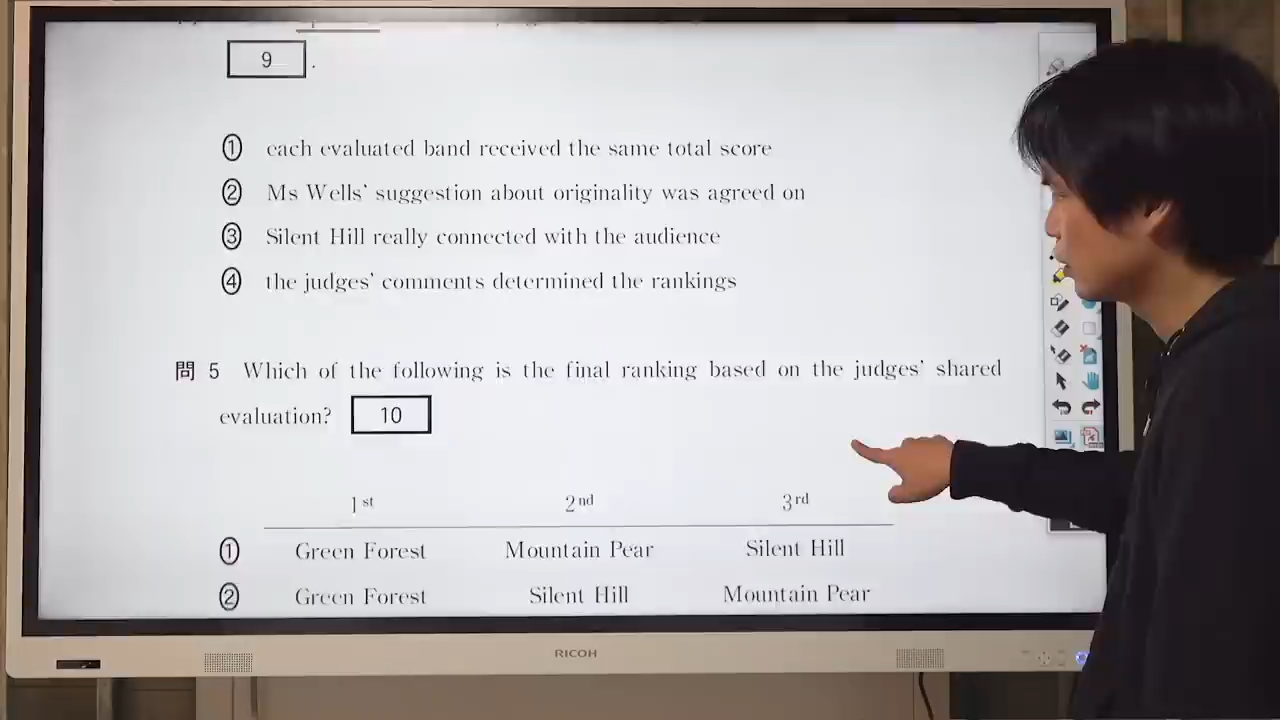 9 .
① each evaluated band received the same total score
② Ms Wells' suggestion about originality was agreed on
③ Silent Hill really connected with the audience
④ the judges' comments determined the rankings
問 5 Which of the following is the final ranking based on the judges' shared
evaluation? 10
1st 2nd 3rd
① Green Forest Mountain Pear Silent Hill
② Green Forest Silent Hill Mountain Pear
RICOH